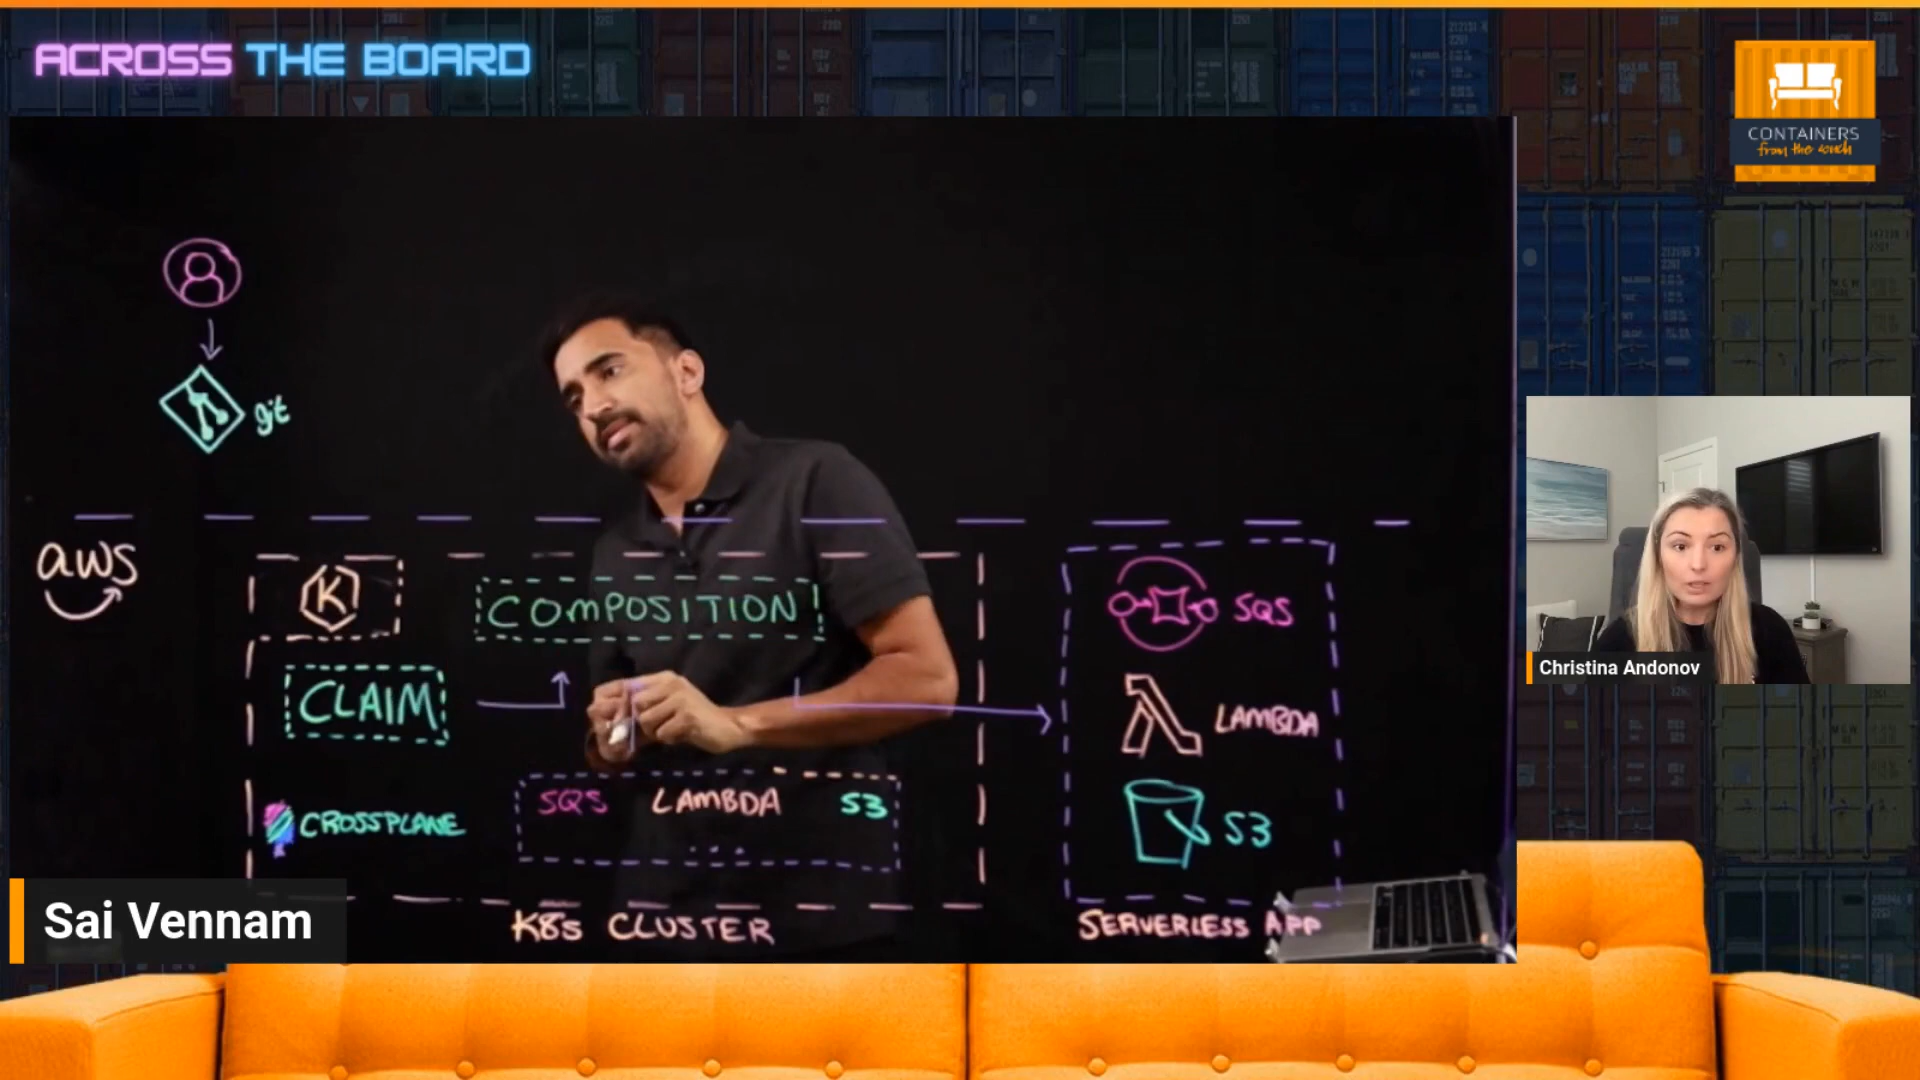 ACROSS THE BOARD
CONTAINERS
from the couch
git
aws
K
COMPOSITION
SQS
CLAIM
LAMBDA
CROSSPLANE
SQS LAMBDA S3
...
S3
Christina Andonov
Sai Vennam
K8s CLUSTER
SERVERLESS APP